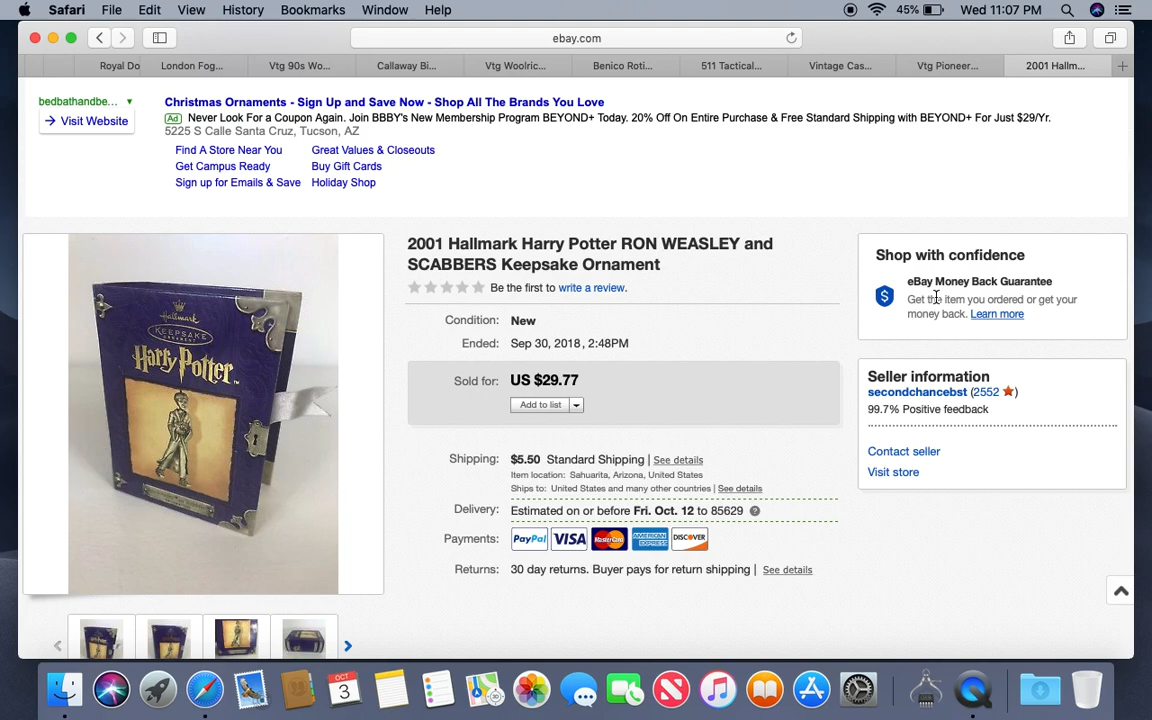 Safari File Edit View History Bookmarks Window Help 45% Wed 11:07 PM
ebay.com
Royal Do London Fog... Vtg 90s Wo... Callaway Bi... Vtg Woolric... Benico Roti... 511 Tactical... Vintage Cas... Vtg Pioneer... 2001 Hallm...
bedbathandbe... Christmas Ornaments - Sign Up and Save Now - Shop All The Brands You Love
Visit Website Ad Never Look For a Coupon Again. Join BBBY's New Membership Program BEYOND+ Today. 20% Off On Entire Purchase & Free Standard Shipping with BEYOND+ For Just $29/Yr.
5225 S Calle Santa Cruz, Tucson, AZ
Find A Store Near You Great Values & Closeouts
Get Campus Ready Buy Gift Cards
Sign up for Emails & Save Holiday Shop
Hallmark
KEEPSAKE
ORNAMENT
Harry Potter
2001 Hallmark Harry Potter RON WEASLEY and
SCABBERS Keepsake Ornament
Be the first to write a review.
Condition: New
Ended: Sep 30, 2018 , 2:48PM
Sold for: US $29.77
Add to list
Shipping: $5.50 Standard Shipping | See details
Item location: Sahuarita, Arizona, United States
Ships to: United States and many other countries | See details
Delivery: Estimated on or before Fri. Oct. 12 to 85629 ?
Payments: PayPal VISA MasterCard AMERICAN EXPRESS DISCOVER
Returns: 30 day returns. Buyer pays for return shipping | See details
Shop with confidence
eBay Money Back Guarantee
Get the item you ordered or get your
money back. Learn more
Seller information
secondchancebst (2552 )
99.7% Positive feedback
Contact seller
Visit store
OCT
3